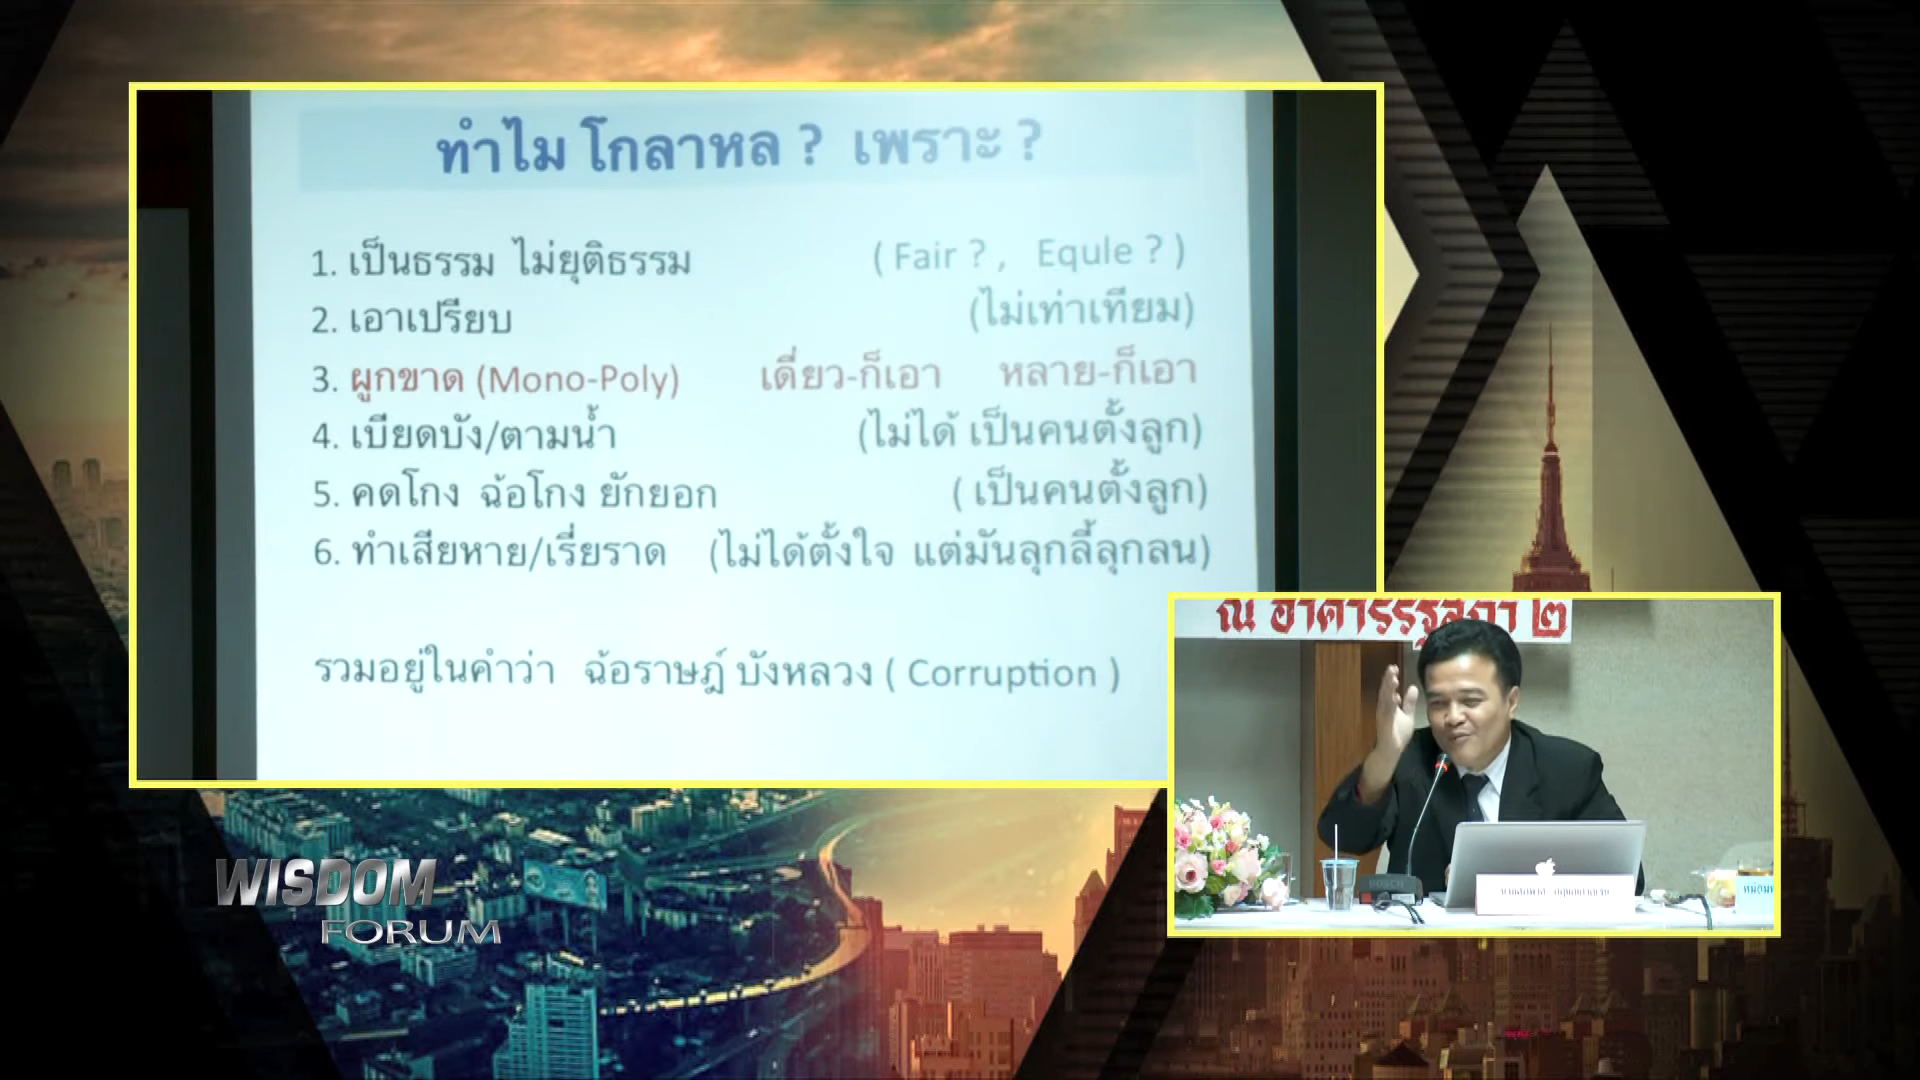 ทำไม โกลาหล ? เพราะ ?
1. เป็นธรรม ไม่ยุติธรรม ( Fair ? , Equle ? )
2. เอาเปรียบ (ไม่เท่าเทียม)
3. ผูกขาด (Mono-Poly) เดี่ยว-ก็เอา หลาย-ก็เอา
4. เบียดบัง/ตามน้ำ (ไม่ได้ เป็นคนตั้งลูก)
5. คดโกง ฉ้อโกง ยักยอก ( เป็นคนตั้งลูก)
6. ทำเสียหาย/เรี่ยราด (ไม่ได้ตั้งใจ แต่มันลุกลี้ลุกลน)
รวมอยู่ในคำว่า ฉ้อราษฎ์ บังหลวง ( Corruption )
ณ อาคารรัฐสภา ๒
BOSCH
WISDOM
FORUM